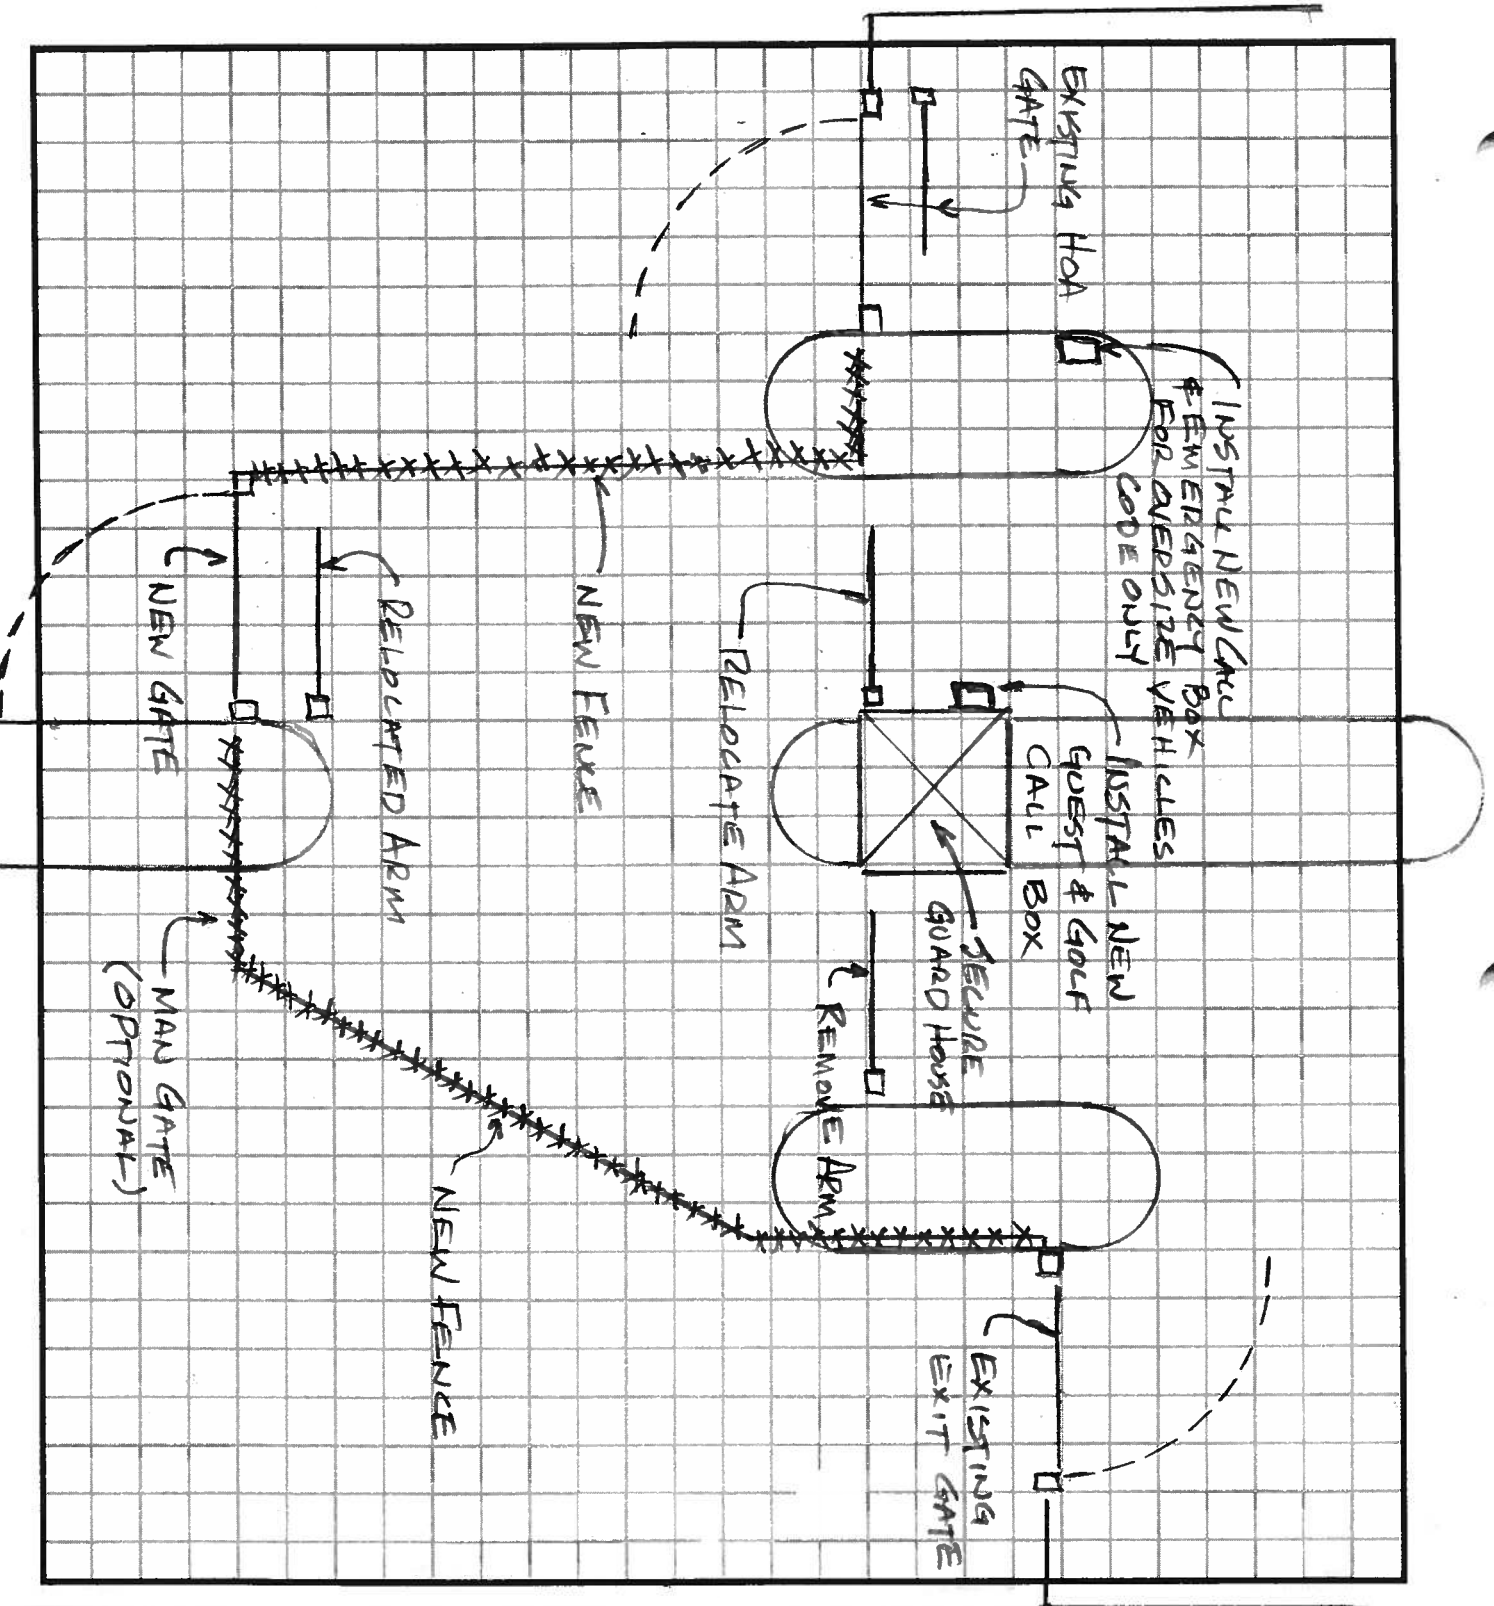 EXISTING HOA
GATE
INSTALL NEW CALL
& EMERGENCY BOX
FOR OVERSIZE VEHICLES
CODE ONLY
INSTALL NEW
GUEST & GOLF
CALL BOX
SECURE
GUARD HOUSE
RELOCATE ARM
REMOVE ARM
EXISTING
EXIT GATE
NEW FENCE
RELOCATED ARM
NEW GATE
MAN GATE
(OPTIONAL)
NEW FENCE